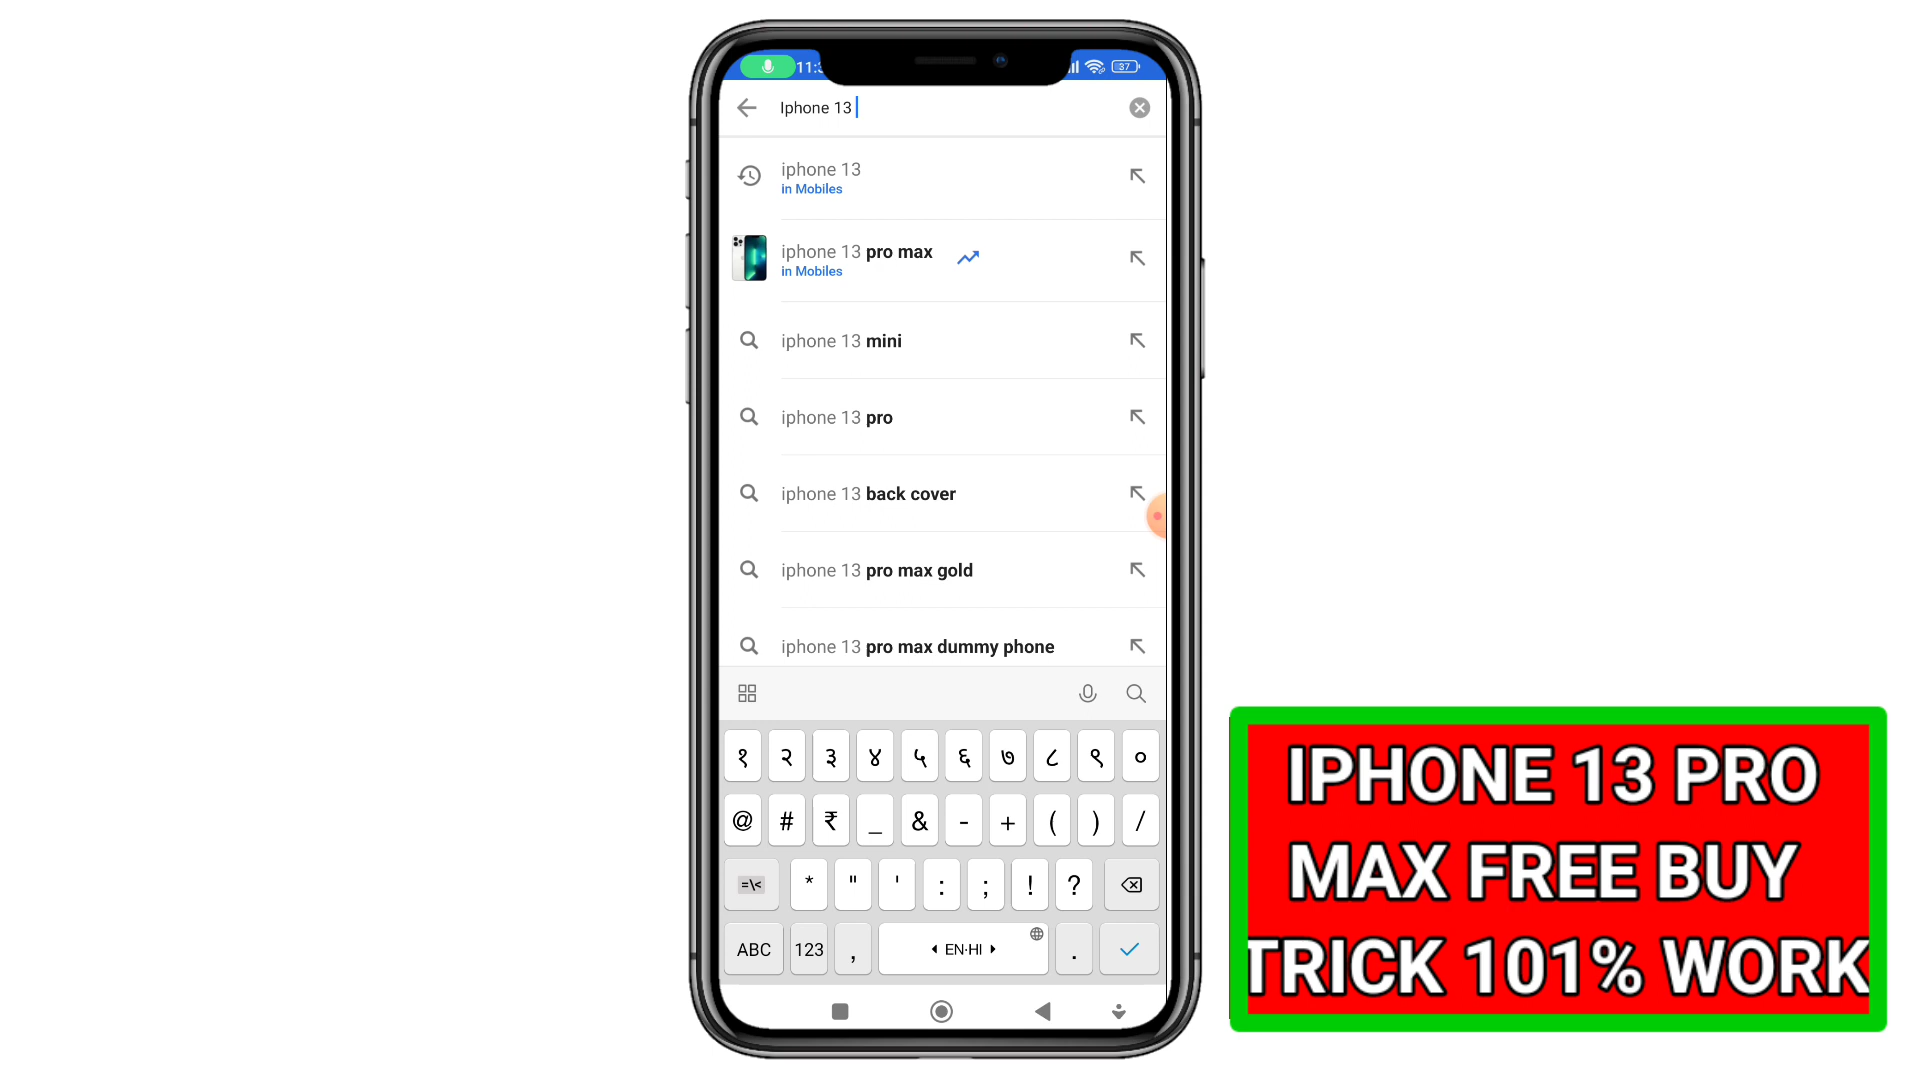 11:3
37
Iphone 13
iphone 13
in Mobiles
iphone 13 pro max
in Mobiles
iphone 13 mini
iphone 13 pro
iphone 13 back cover
iphone 13 pro max gold
iphone 13 pro max dummy phone
१ २ ३ ४ ५ ६ ७ ८ ९ ०
@ # ₹ _ & - + ( ) /
=\< * " ' : ; ! ?
ABC 123 , EN·HI .
IPHONE 13 PRO
MAX FREE BUY
TRICK 101% WORK